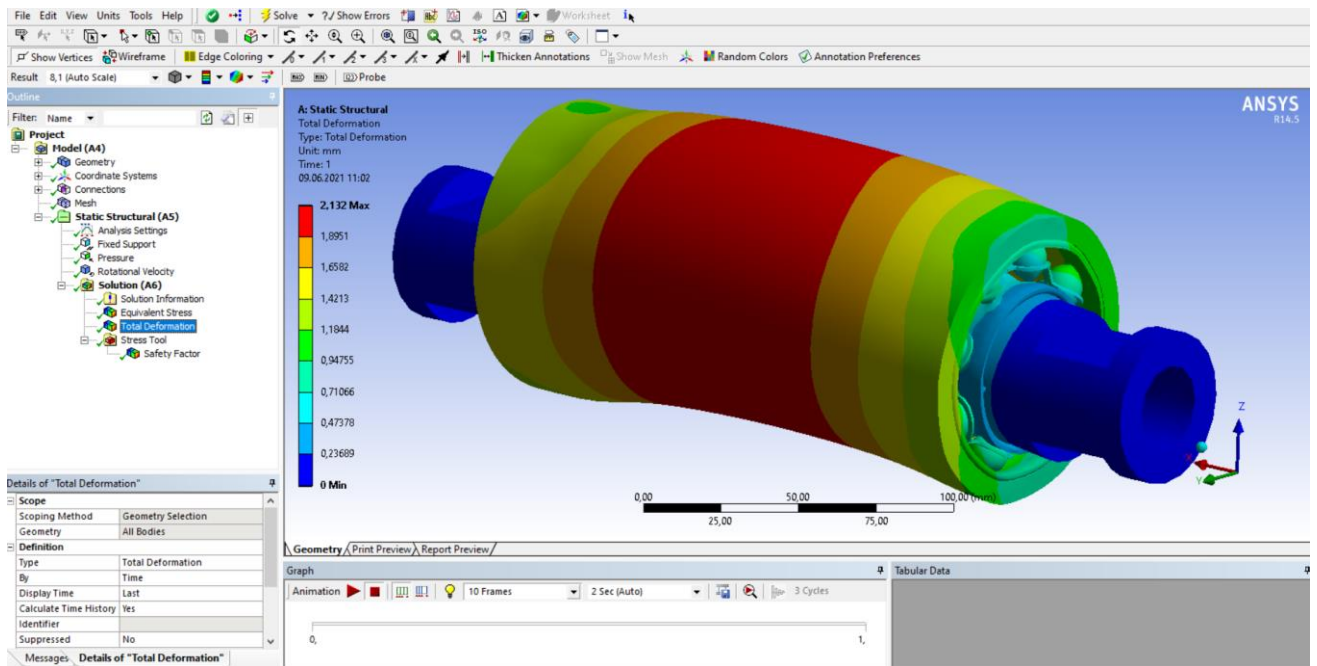 File Edit View Units Tools Help Solve ?/ Show Errors Worksheet
Show Vertices Wireframe Edge Coloring Thicken Annotations Show Mesh Random Colors Annotation Preferences
Result 8,1 (Auto Scale) Probe
Outline
Filter: Name
Project
Model (A4)
Geometry
Coordinate Systems
Connections
Mesh
Static Structural (A5)
Analysis Settings
Fixed Support
Pressure
Rotational Velocity
Solution (A6)
Solution Information
Equivalent Stress
Total Deformation
Stress Tool
Safety Factor
Details of "Total Deformation"
Scope
Scoping Method Geometry Selection
Geometry All Bodies
Definition
Type Total Deformation
By Time
Display Time Last
Calculate Time History Yes
Identifier
Suppressed No
Messages Details of "Total Deformation"
A: Static Structural
Total Deformation
Type: Total Deformation
Unit: mm
Time: 1
09.06.2021 11:02
2,132 Max
1,8951
1,6582
1,4213
1,1844
0,94755
0,71066
0,47378
0,23689
0 Min
ANSYS
R14.5
Z
X
Y
0,00 50,00 100,00 (mm)
25,00 75,00
Geometry Print Preview Report Preview
Graph
Animation 10 Frames 2 Sec (Auto) 3 Cycles
0, 1,
Tabular Data